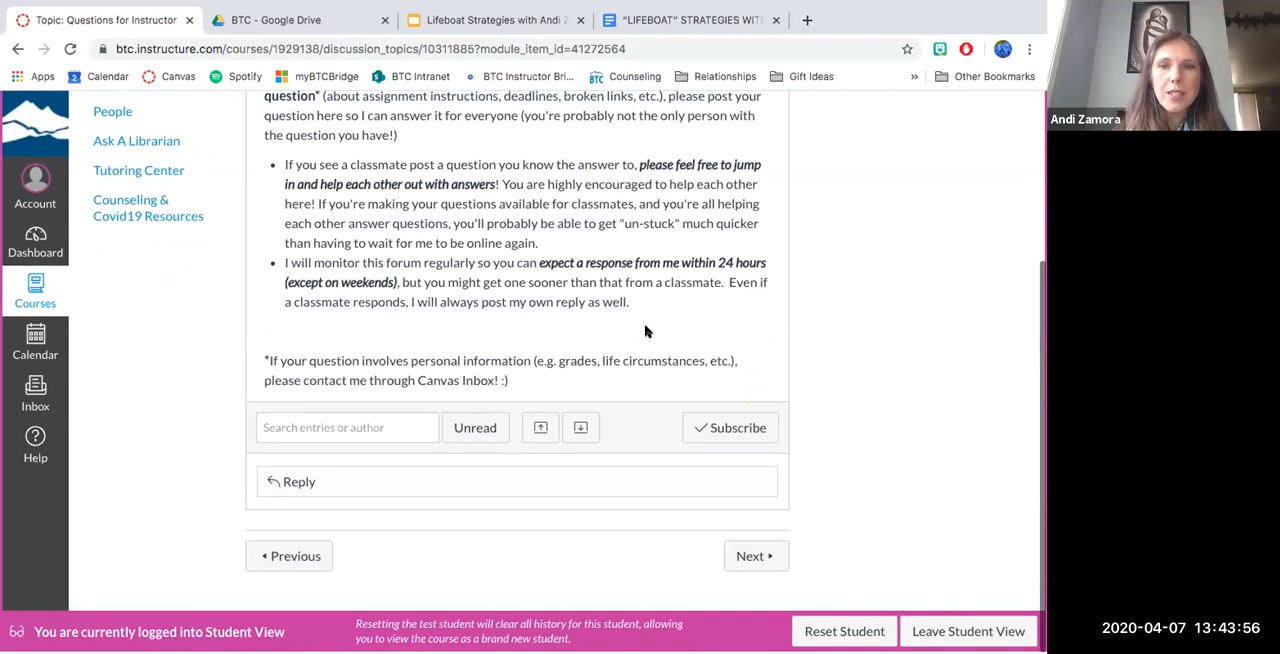 Topic: Questions for Instructor
BTC - Google Drive
Lifeboat Strategies with Andi Z
"LIFEBOAT" STRATEGIES WIT
btc.instructure.com/courses/1929138/discussion_topics/10311885?module_item_id=41272564
Apps
Calendar
Canvas
Spotify
myBTCBridge
BTC Intranet
BTC Instructor Bri...
Counseling
Relationships
Gift Ideas
»
Other Bookmarks
Account
Dashboard
Courses
Calendar
Inbox
Help
People
Ask A Librarian
Tutoring Center
Counseling &
Covid19 Resources
question* (about assignment instructions, deadlines, broken links, etc.), please post your
question here so I can answer it for everyone (you're probably not the only person with
the question you have!)
• If you see a classmate post a question you know the answer to, please feel free to jump
in and help each other out with answers! You are highly encouraged to help each other
here! If you're making your questions available for classmates, and you're all helping
each other answer questions, you'll probably be able to get "un-stuck" much quicker
than having to wait for me to be online again.
• I will monitor this forum regularly so you can expect a response from me within 24 hours
(except on weekends), but you might get one sooner than that from a classmate. Even if
a classmate responds, I will always post my own reply as well.
*If your question involves personal information (e.g. grades, life circumstances, etc.),
please contact me through Canvas Inbox! :)
Search entries or author
Unread
Subscribe
Reply
Previous
Next
You are currently logged into Student View
Resetting the test student will clear all history for this student, allowing
you to view the course as a brand new student.
Reset Student
Leave Student View
Andi Zamora
2020-04-07 13:43:56